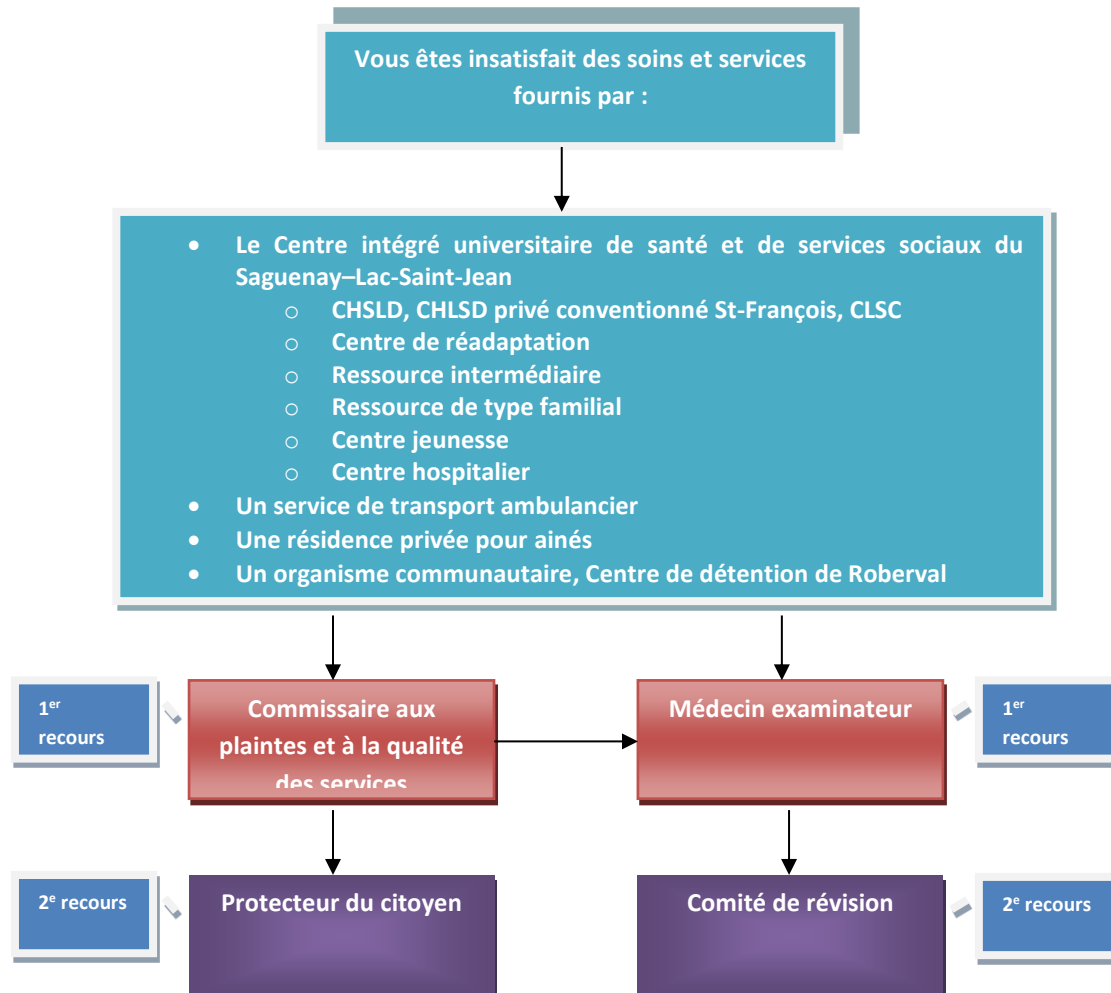 Vous êtes insatisfait des soins et services
fournis par :
• Le Centre intégré universitaire de santé et de services sociaux du
Saguenay–Lac-Saint-Jean
o CHSLD, CHLSD privé conventionné St-François, CLSC
o Centre de réadaptation
o Ressource intermédiaire
o Ressource de type familial
o Centre jeunesse
o Centre hospitalier
• Un service de transport ambulancier
• Une résidence privée pour ainés
• Un organisme communautaire, Centre de détention de Roberval
1er
recours
Commissaire aux
plaintes et à la qualité
des services
Médecin examinateur
1er
recours
2e recours
Protecteur du citoyen
Comité de révision
2e recours